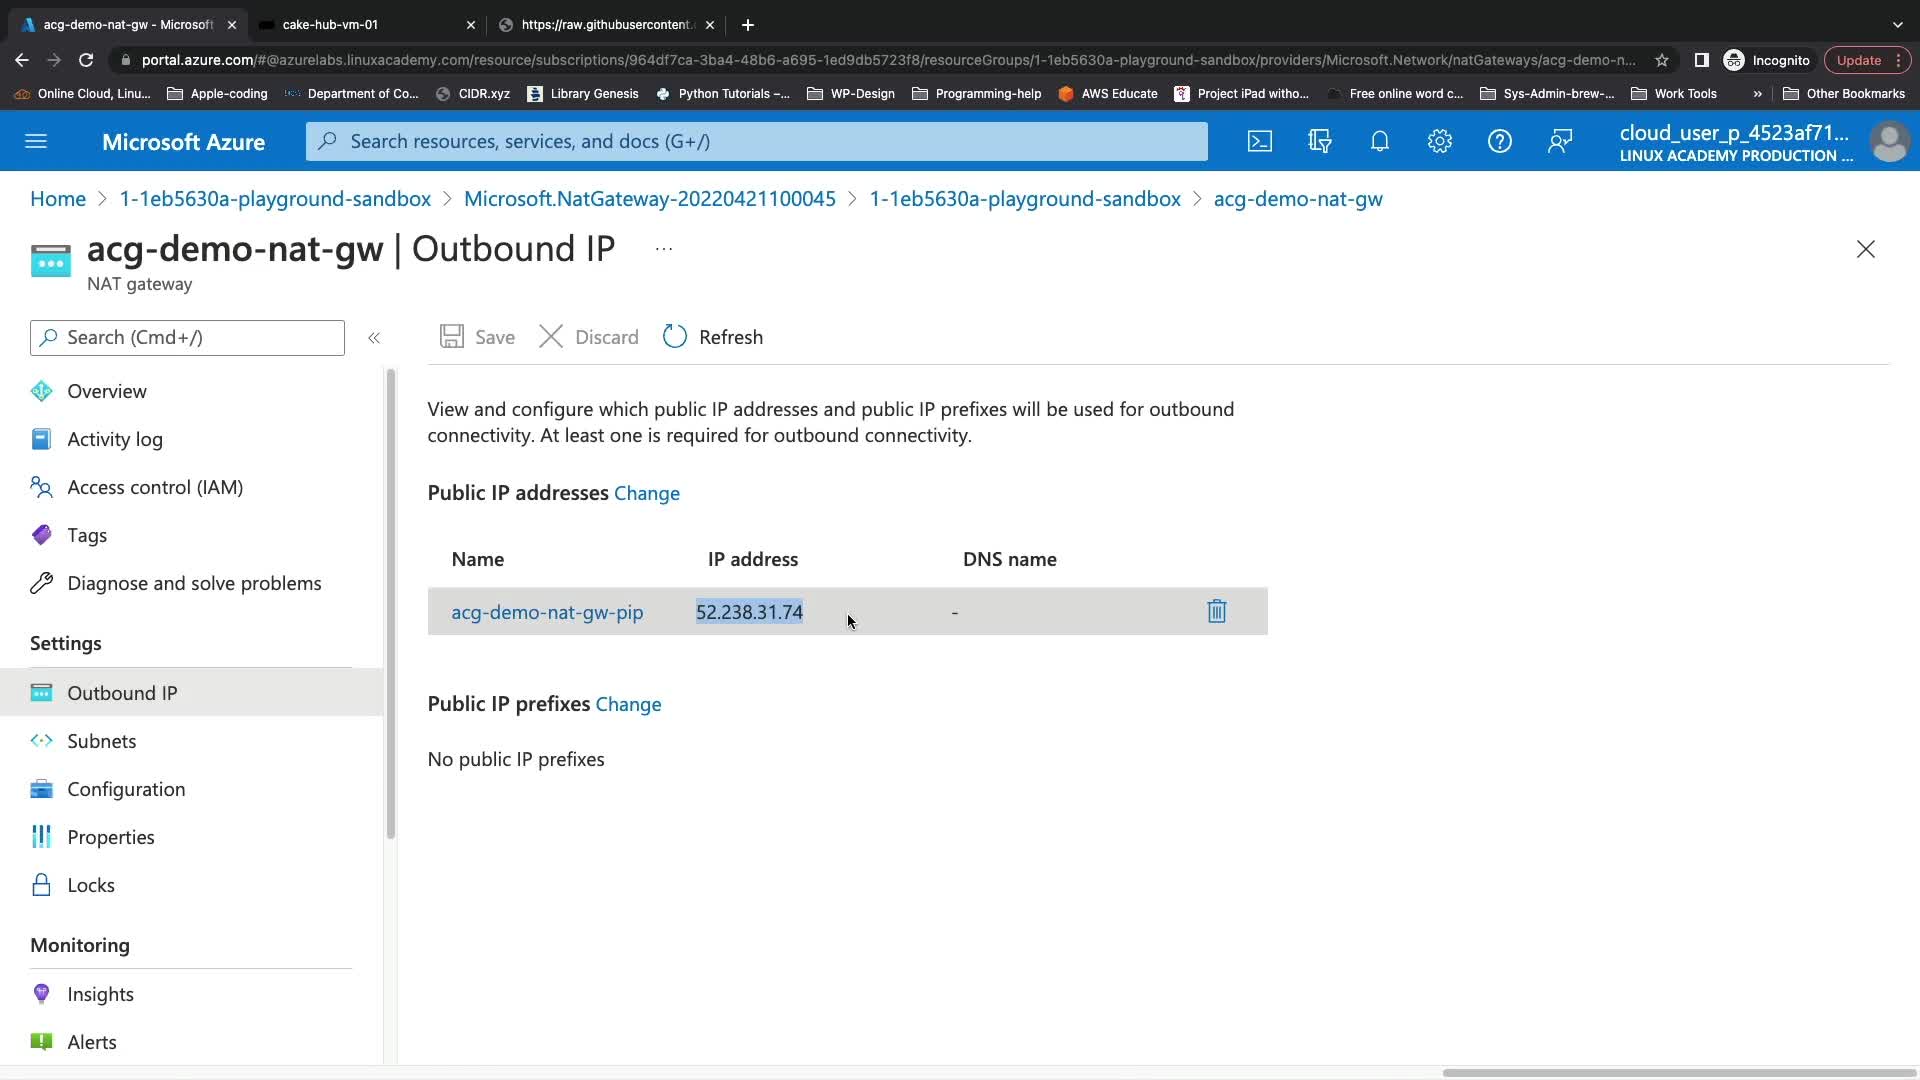 acg-demo-nat-gw - Microsoft
cake-hub-vm-01
https://raw.githubusercontent.
portal.azure.com/#@azurelabs.linuxacademy.com/resource/subscriptions/964df7ca-3ba4-48b6-a695-1ed9db5723f8/resourceGroups/1-1eb5630a-playground-sandbox/providers/Microsoft.Network/natGateways/acg-demo-n...
Incognito
Update
Online Cloud, Linu...
Apple-coding
Department of Co...
CIDR.xyz
Library Genesis
Python Tutorials –...
WP-Design
Programming-help
AWS Educate
Project iPad witho...
Free online word c...
Sys-Admin-brew-...
Work Tools
»
Other Bookmarks
Microsoft Azure
Search resources, services, and docs (G+/)
cloud_user_p_4523af71...
LINUX ACADEMY PRODUCTION ...
Home > 1-1eb5630a-playground-sandbox > Microsoft.NatGateway-20220421100045 > 1-1eb5630a-playground-sandbox > acg-demo-nat-gw
acg-demo-nat-gw | Outbound IP ...
NAT gateway
Search (Cmd+/)
«
Save
Discard
Refresh
Overview
Activity log
Access control (IAM)
Tags
Diagnose and solve problems
Settings
Outbound IP
Subnets
Configuration
Properties
Locks
Monitoring
Insights
Alerts
View and configure which public IP addresses and public IP prefixes will be used for outbound
connectivity. At least one is required for outbound connectivity.
Public IP addresses Change
Name IP address DNS name
acg-demo-nat-gw-pip 52.238.31.74 -
Public IP prefixes Change
No public IP prefixes